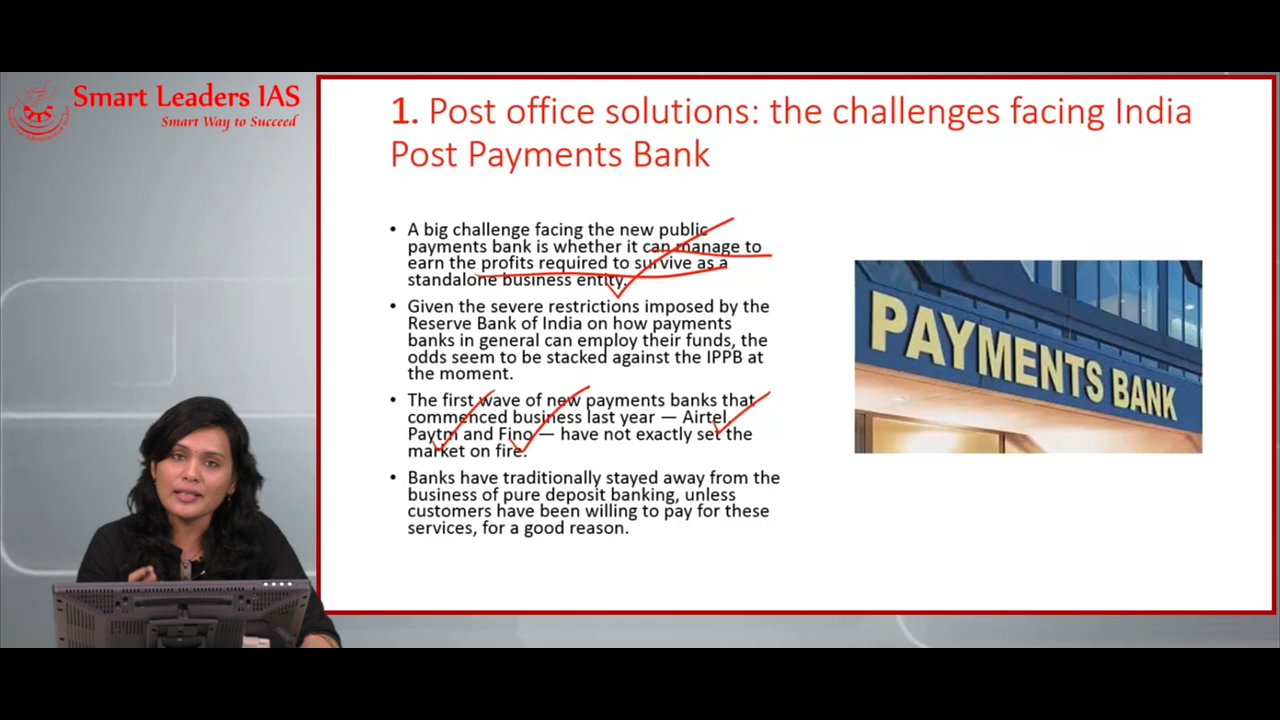 Smart Leaders IAS
Smart Way to Succeed
1. Post office solutions: the challenges facing India
Post Payments Bank
• A big challenge facing the new public
payments bank is whether it can manage to
earn the profits required to survive as a
standalone business entity.
• Given the severe restrictions imposed by the
Reserve Bank of India on how payments
banks in general can employ their funds, the
odds seem to be stacked against the IPPB at
the moment.
• The first wave of new payments banks that
commenced business last year — Airtel
Paytm and Fino — have not exactly set the
market on fire.
• Banks have traditionally stayed away from the
business of pure deposit banking, unless
customers have been willing to pay for these
services, for a good reason.
PAYMENTS BANK